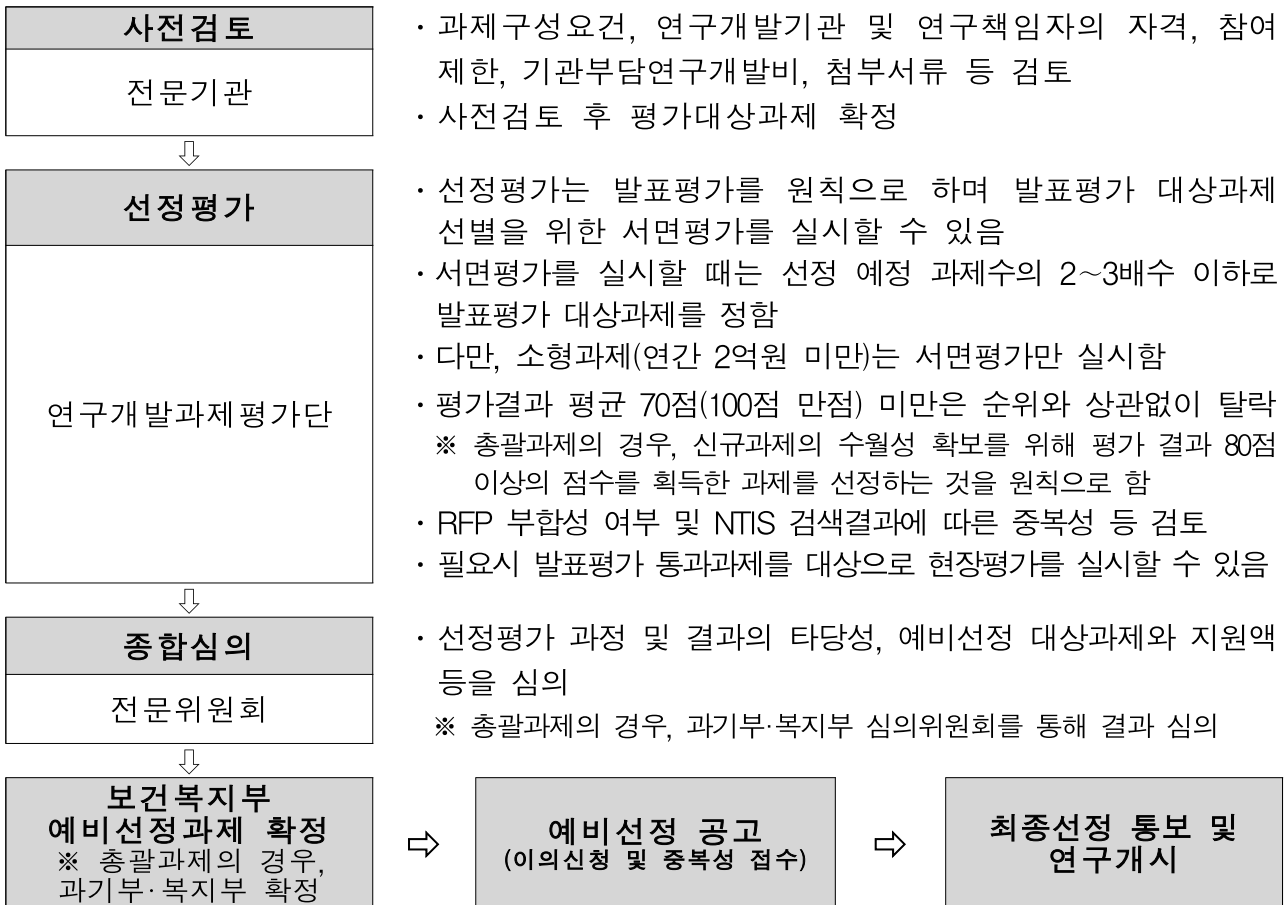 사전검토
전문기관
· 과제구성요건, 연구개발기관 및 연구책임자의 자격, 참여
제한, 기관부담연구개발비, 첨부서류 등 검토
· 사전검토 후 평가대상과제 확정
⇩
선정평가
연구개발과제평가단
· 선정평가는 발표평가를 원칙으로 하며 발표평가 대상과제
선별을 위한 서면평가를 실시할 수 있음
· 서면평가를 실시할 때는 선정 예정 과제수의 2~3배수 이하로
발표평가 대상과제를 정함
· 다만, 소형과제(연간 2억원 미만)는 서면평가만 실시함
· 평가결과 평균 70점(100점 만점) 미만은 순위와 상관없이 탈락
※ 총괄과제의 경우, 신규과제의 수월성 확보를 위해 평가 결과 80점
이상의 점수를 획득한 과제를 선정하는 것을 원칙으로 함
· RFP 부합성 여부 및 NTIS 검색결과에 따른 중복성 등 검토
· 필요시 발표평가 통과과제를 대상으로 현장평가를 실시할 수 있음
⇩
종합심의
전문위원회
· 선정평가 과정 및 결과의 타당성, 예비선정 대상과제와 지원액
등을 심의
※ 총괄과제의 경우, 과기부·복지부 심의위원회를 통해 결과 심의
⇩
보건복지부
예비선정과제 확정
※ 총괄과제의 경우,
과기부·복지부 확정
⇨
예비선정 공고
(이의신청 및 중복성 접수)
⇨
최종선정 통보 및
연구개시